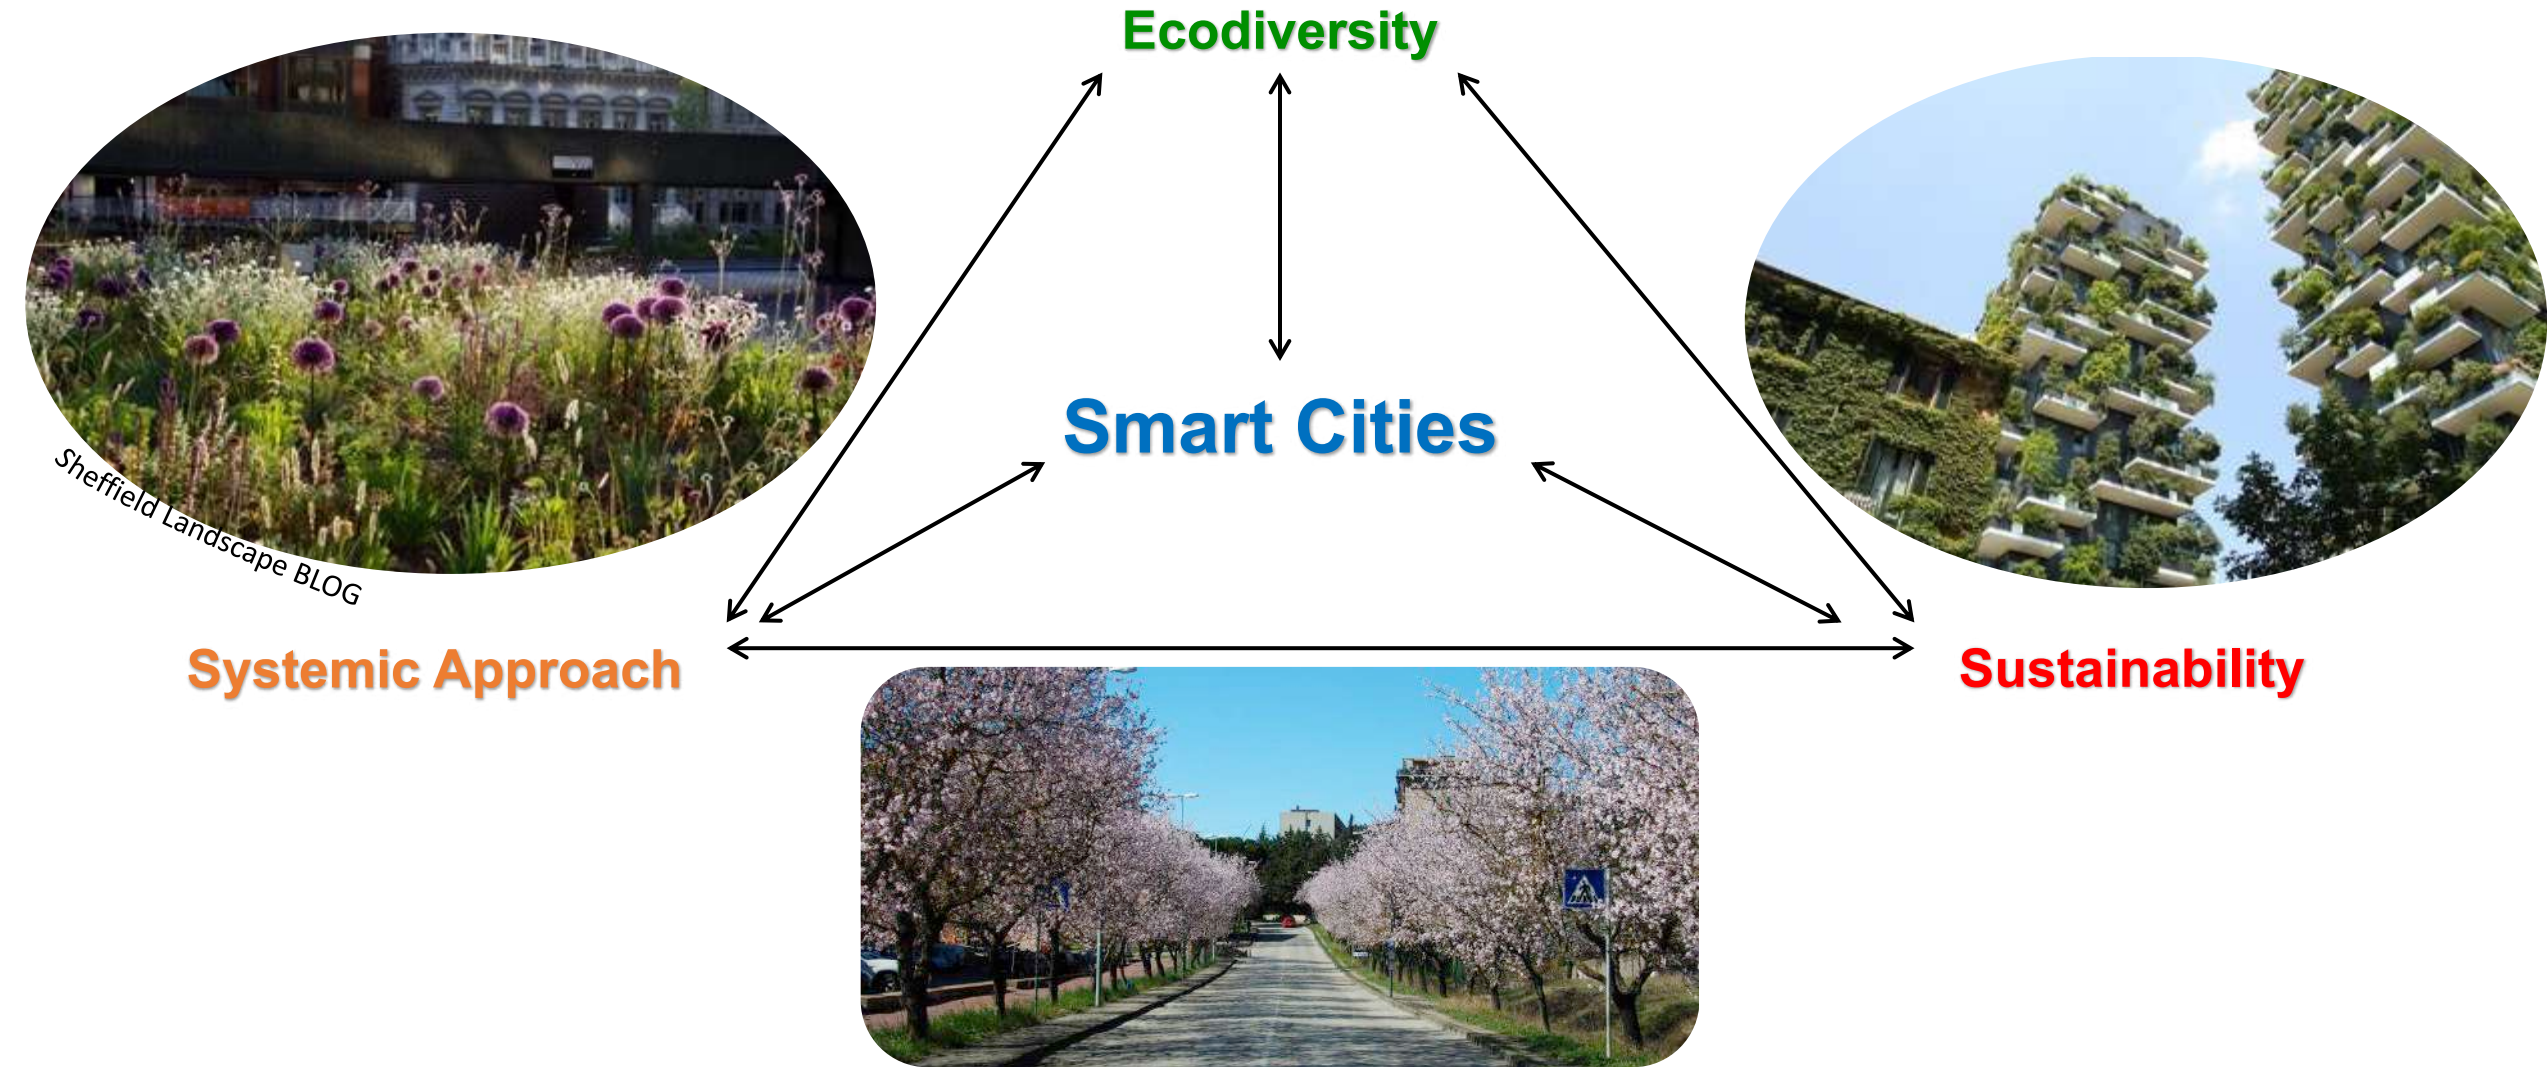 Ecodiversity
Smart Cities
Sheffield Landscape BLOG
Systemic Approach
Sustainability